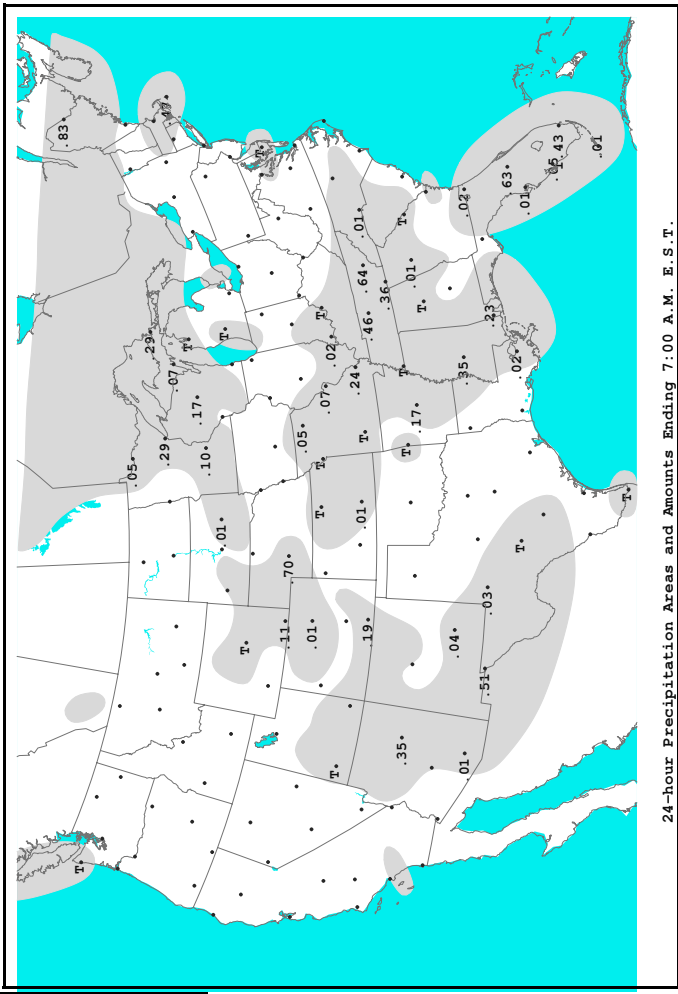 .83
T
.05
.29
.29
.07
T
.17
.10
.01
T
T
T
.11
.70
.05
.01
T
T
T
.07
.02
T
.24
.01
.01
.64
T
.19
.46
.36
.35
T
T
T
.01
.17
T
.04
.01
.35
.02
.51
.03
.23
.63
.02
T
.01
.05
.43
.01
T
24-hour Precipitation Areas and Amounts Ending 7:00 A.M. E.S.T.